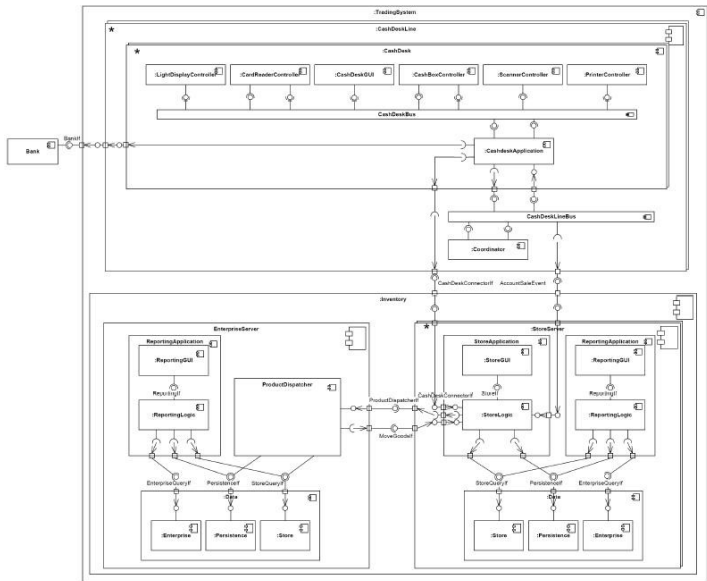 :TradingSystem
* :CashDeskLine
* :CashDesk
:LightDisplayController :CardReaderController :CashDeskGUI :CashBoxController :ScannerController :PrinterController
CashDeskBus
Bank BankIf :CashdeskApplication
CashDeskLineBus
:Coordinator
CashDeskConnectorIf AccountSaleEvent
:Inventory
EnterpriseServer * :StoreServer
ReportingApplication StoreApplication ReportingApplication
:ReportingGUI :StoreGUI :ReportingGUI
ReportingIf ProductDispatcher StoreIf ReportingIf
ProductDispatcherIf CashDeskConnectorIf
:ReportingLogic :StoreLogic :ReportingLogic
MoveGoodsIf
EnterpriseQueryIf PersistenceIf StoreQueryIf StoreQueryIf PersistenceIf EnterpriseQueryIf
:Data :Data
:Enterprise :Persistence :Store :Store :Persistence :Enterprise